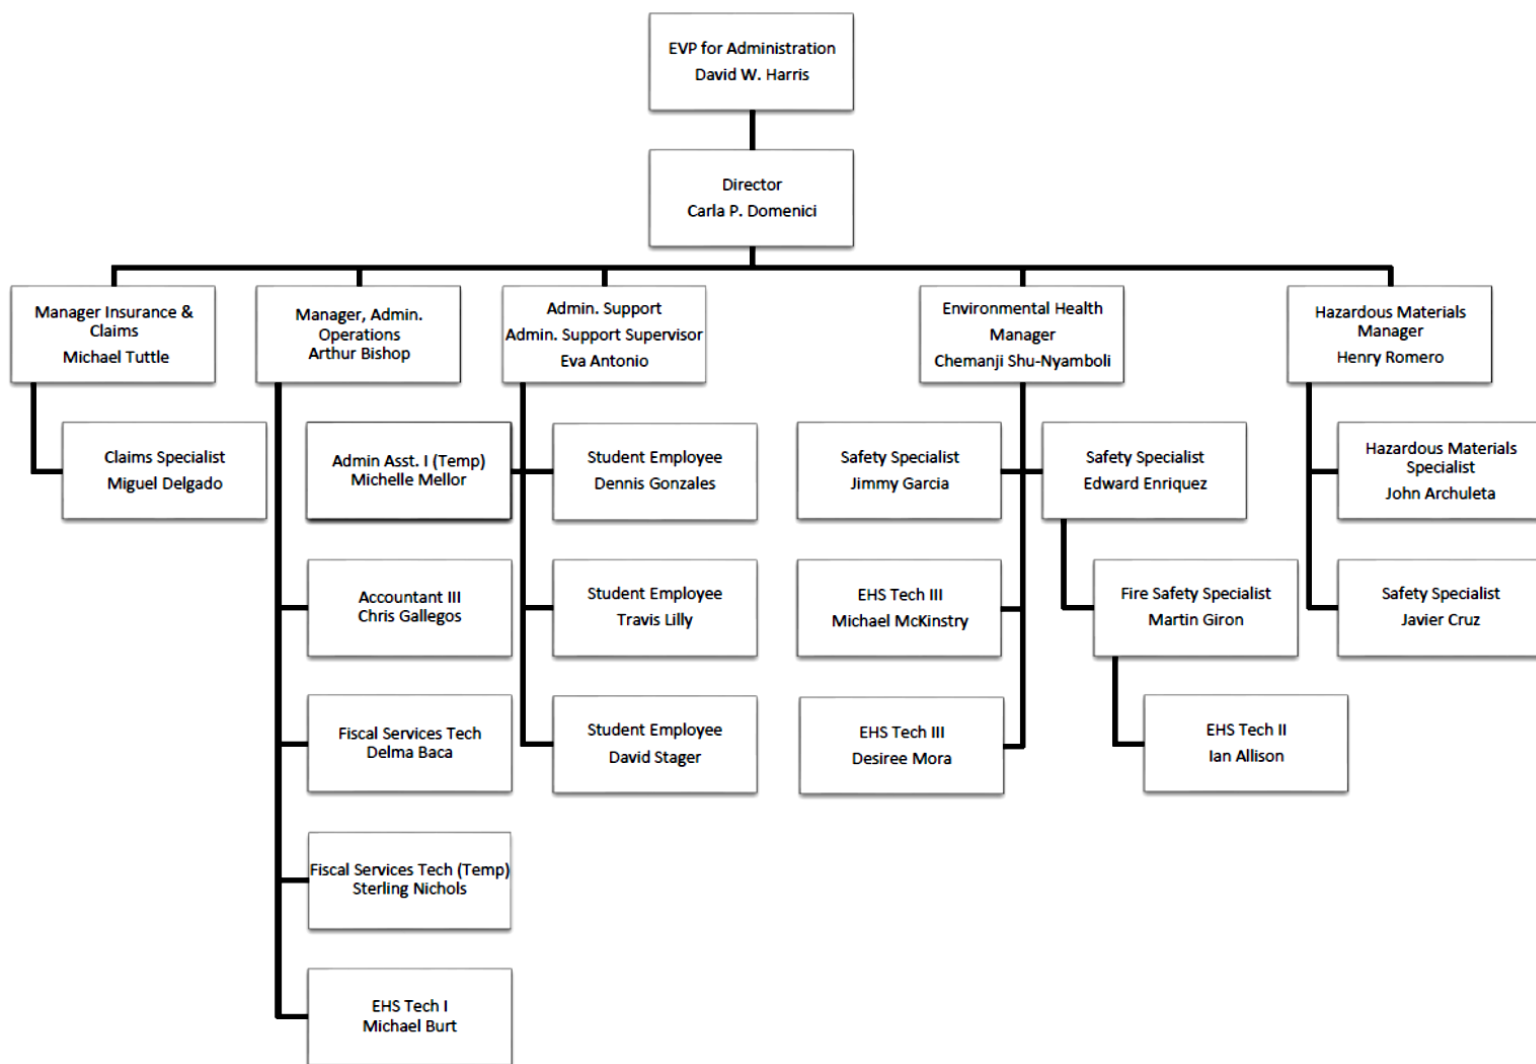 EVP for Administration
David W. Harris
Director
Carla P. Domenici
Manager Insurance &
Claims
Michael Tuttle
Manager, Admin.
Operations
Arthur Bishop
Admin. Support
Admin. Support Supervisor
Eva Antonio
Environmental Health
Manager
Chemanji Shu-Nyamboli
Hazardous Materials
Manager
Henry Romero
Claims Specialist
Miguel Delgado
Admin Asst. I (Temp)
Michelle Mellor
Student Employee
Dennis Gonzales
Safety Specialist
Jimmy Garcia
Safety Specialist
Edward Enriquez
Hazardous Materials
Specialist
John Archuleta
Accountant III
Chris Gallegos
Student Employee
Travis Lilly
EHS Tech III
Michael McKinstry
Fire Safety Specialist
Martin Giron
Safety Specialist
Javier Cruz
Fiscal Services Tech
Delma Baca
Student Employee
David Stager
EHS Tech III
Desiree Mora
EHS Tech II
Ian Allison
Fiscal Services Tech (Temp)
Sterling Nichols
EHS Tech I
Michael Burt